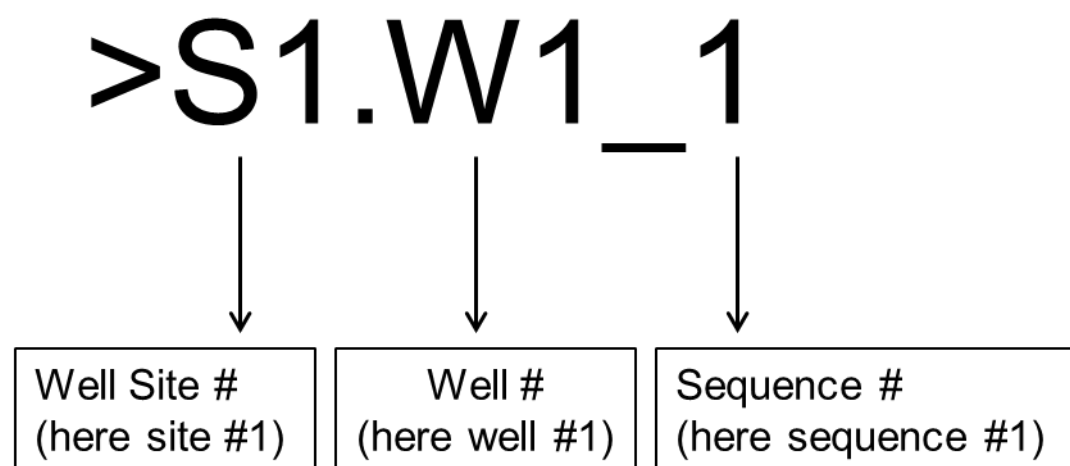 >S1.W1_1
Well Site #
(here site #1)
Well #
(here well #1)
Sequence #
(here sequence #1)